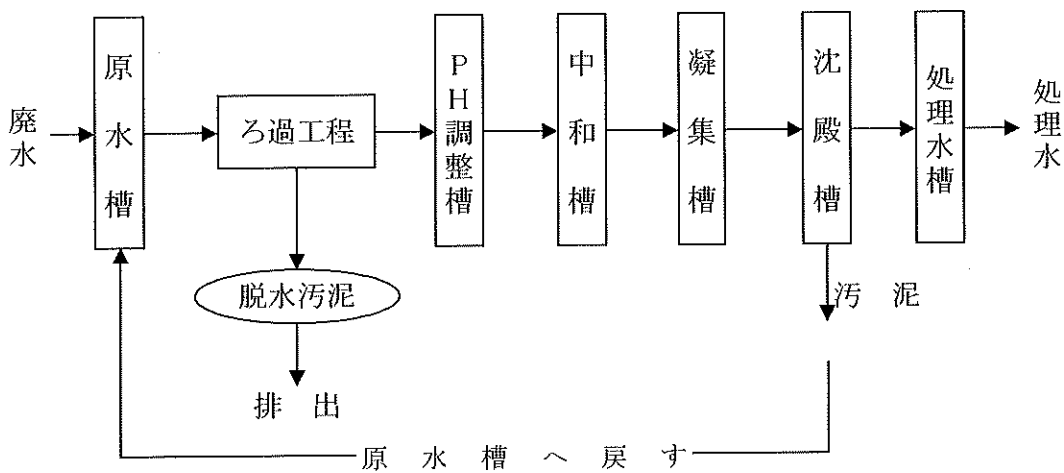 廃水
原水槽
ろ過工程
PH調整槽
中和槽
凝集槽
沈殿槽
処理水槽
処理水
脱水汚泥
汚泥
排出
原水槽へ戻す